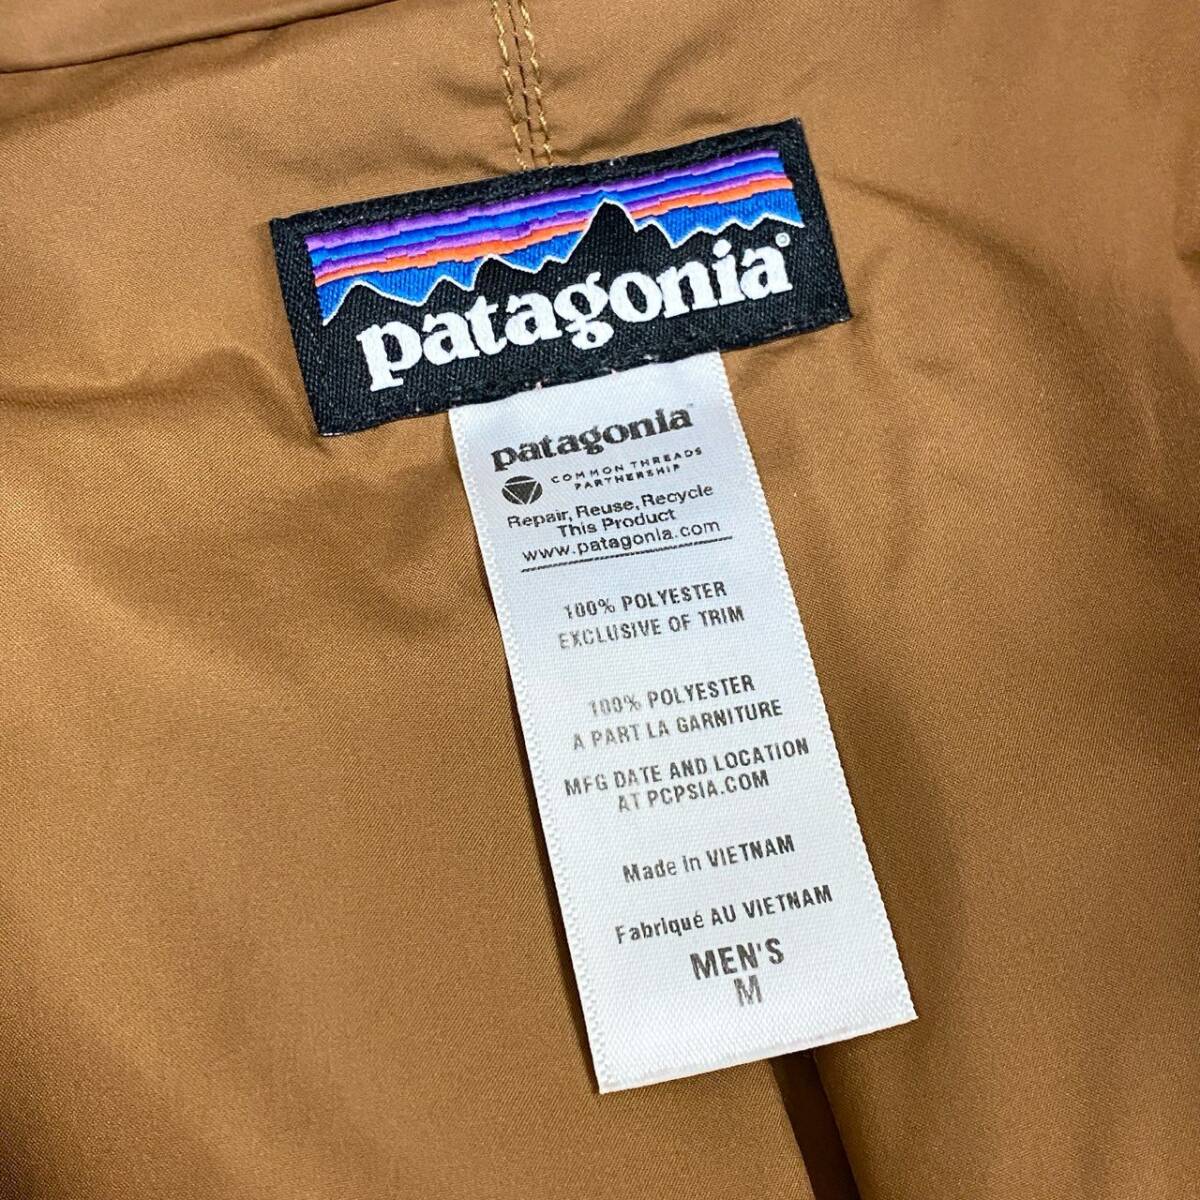 patagonia®
patagonia™
COMMON THREADS
PARTNERSHIP
Repair, Reuse, Recycle
This Product
www.patagonia.com
100% POLYESTER
EXCLUSIVE OF TRIM
100% POLYESTER
A PART LA GARNITURE
MFG DATE AND LOCATION
AT PCPSIA.COM
Made in VIETNAM
Fabriqué AU VIETNAM
MEN'S
M